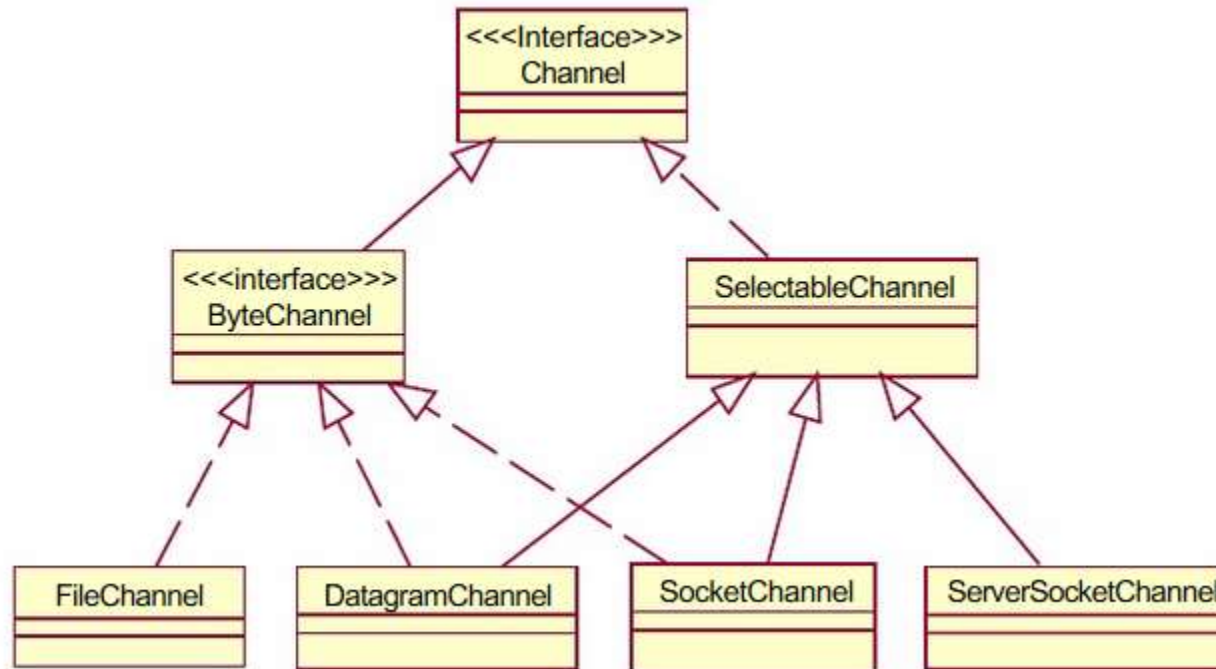 <<<Interface>>>
Channel
<<<interface>>>
ByteChannel
SelectableChannel
FileChannel
DatagramChannel
SocketChannel
ServerSocketChannel